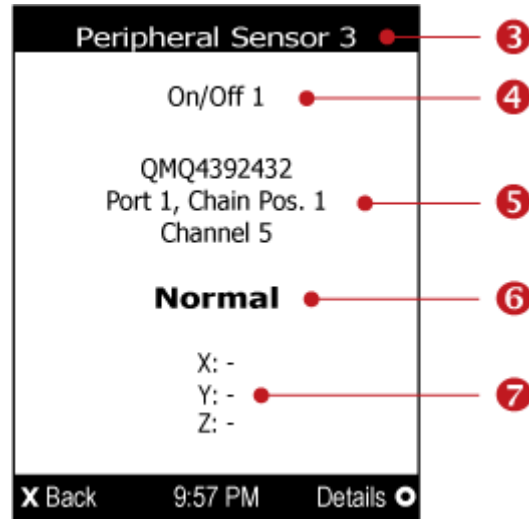 Peripheral Sensor 3 3
On/Off 1 4
QMQ4392432
Port 1, Chain Pos. 1 5
Channel 5
Normal 6
X: -
Y: - 7
Z: -
X Back 9:57 PM Details O